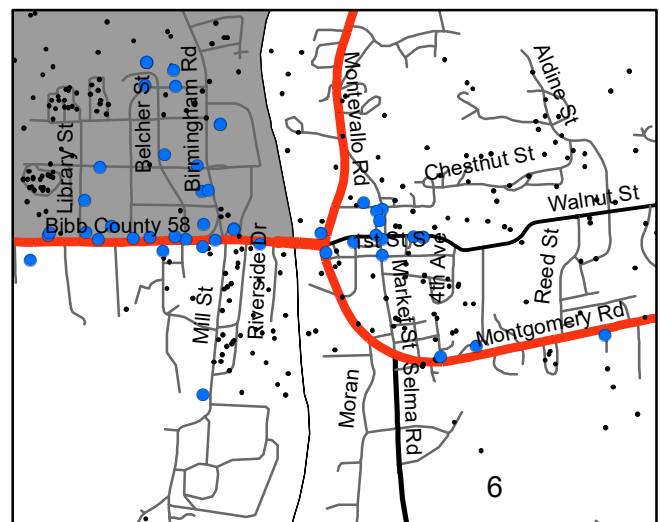 Library St
Belcher St
Birmingham Rd
Montevallo Rd
Aldine St
Chesthut St
Walnut St
Bibb County 58
Riverside Dr
1st St S
4th Ave
Reed St
Mill St
Market St
Montgomery Rd
Moran
Selma Rd
6